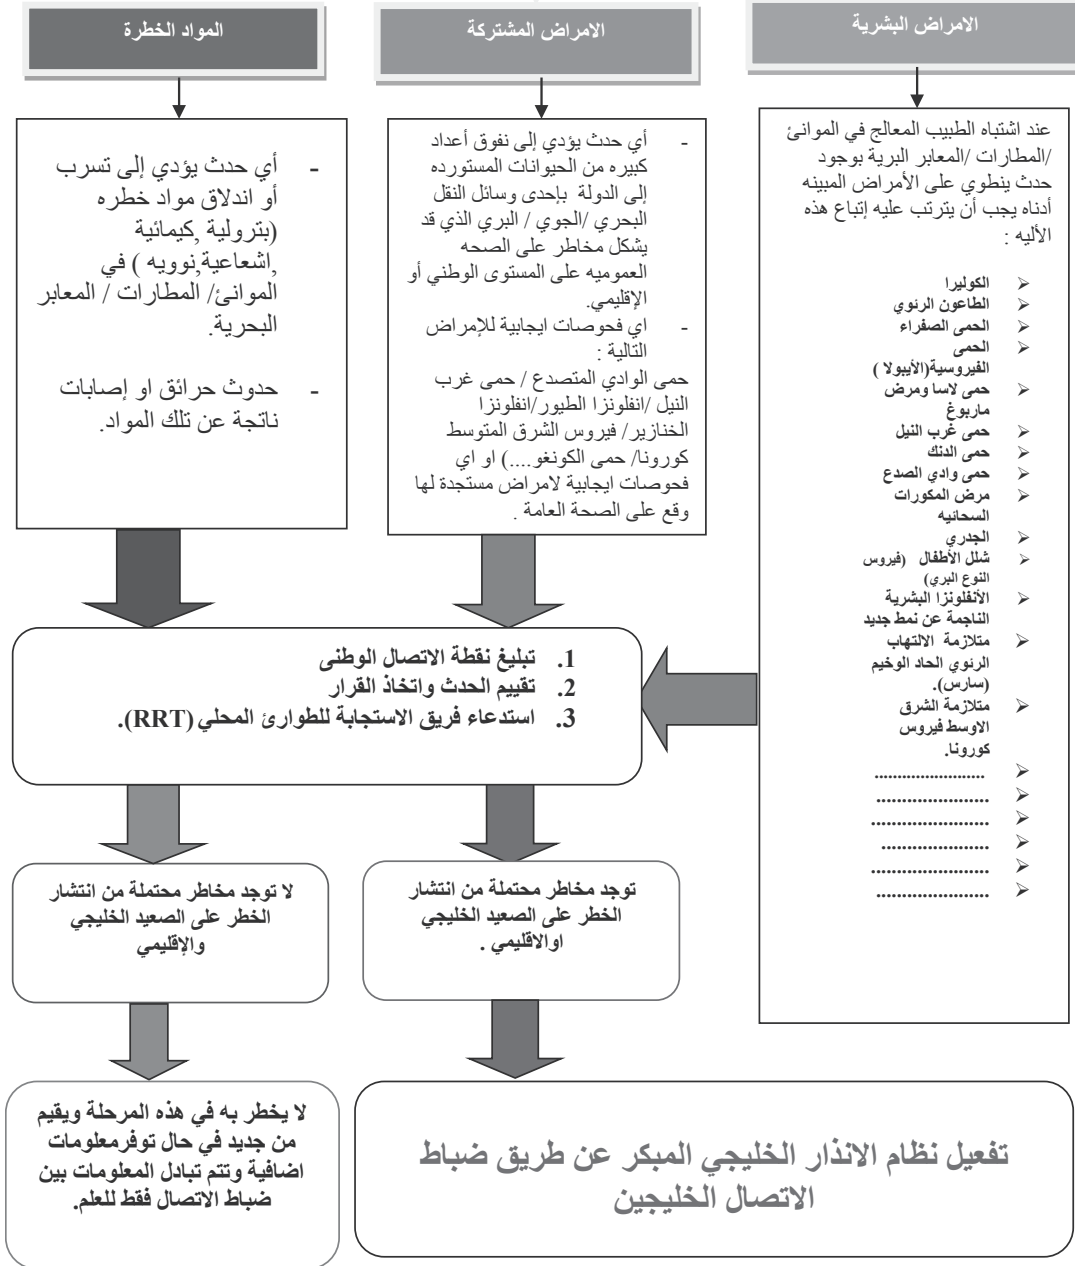 الامراض البشرية
عند اشتباه الطبيب المعالج في الموانئ
/المطارات /المعابر البرية بوجود
حدث ينطوي على الأمراض المبينه
أدناه يجب أن يترتب عليه إتباع هذه
الأليه :
⮚ الكوليرا
⮚ الطاعون الرئوي
⮚ الحمى الصفراء
⮚ الحمى
الفيروسية(الأيبولا )
⮚ حمى لاسا ومرض
ماربوغ
⮚ حمى غرب النيل
⮚ حمى الدنك
⮚ حمى وادي الصدع
⮚ مرض المكورات
السحائيه
⮚ الجدري
⮚ شلل الأطفال (فيروس
النوع البري)
⮚ الأنفلونزا البشرية
الناجمة عن نمط جديد
⮚ متلازمة الالتهاب
الرئوي الحاد الوخيم
(سارس).
⮚ متلازمة الشرق
الاوسط فيروس
كورونا.
⮚ ........................
⮚ ......................
⮚ .......................
⮚ .....................
⮚ .......................
⮚ ......................
الامراض المشتركة
- أي حدث يؤدي إلى نفوق أعداد
كبيره من الحيوانات المستورده
إلى الدولة بإحدى وسائل النقل
البحري /الجوي / البري الذي قد
يشكل مخاطر على الصحه
العموميه على المستوى الوطني أو
الإقليمي.
- اي فحوصات ايجابية للإمراض
التالية :
حمى الوادي المتصدع / حمى غرب
النيل /انفلونزا الطيور/انفلونزا
الخنازير/ فيروس الشرق المتوسط
كورونا/ حمى الكونغو....) او اي
فحوصات ايجابية لامراض مستجدة لها
وقع على الصحة العامة .
المواد الخطرة
- أي حدث يؤدي إلى تسرب
أو اندلاق مواد خطره
(بترولية ,كيمائية
,اشعاعية,نوويه ) في
الموانئ/ المطارات / المعابر
البحرية.
- حدوث حرائق او إصابات
ناتجة عن تلك المواد.
1. تبليغ نقطة الاتصال الوطنى
2. تقييم الحدث واتخاذ القرار
3. استدعاء فريق الاستجابة للطوارئ المحلي (RRT).
توجد مخاطر محتملة من انتشار
الخطر على الصعيد الخليجي
اوالاقليمي .
لا توجد مخاطر محتملة من انتشار
الخطر على الصعيد الخليجي
والإقليمي
تفعيل نظام الانذار الخليجي المبكر عن طريق ضباط
الاتصال الخليجين
لا يخطر به في هذه المرحلة ويقيم
من جديد في حال توفرمعلومات
اضافية وتتم تبادل المعلومات بين
ضباط الاتصال فقط للعلم.